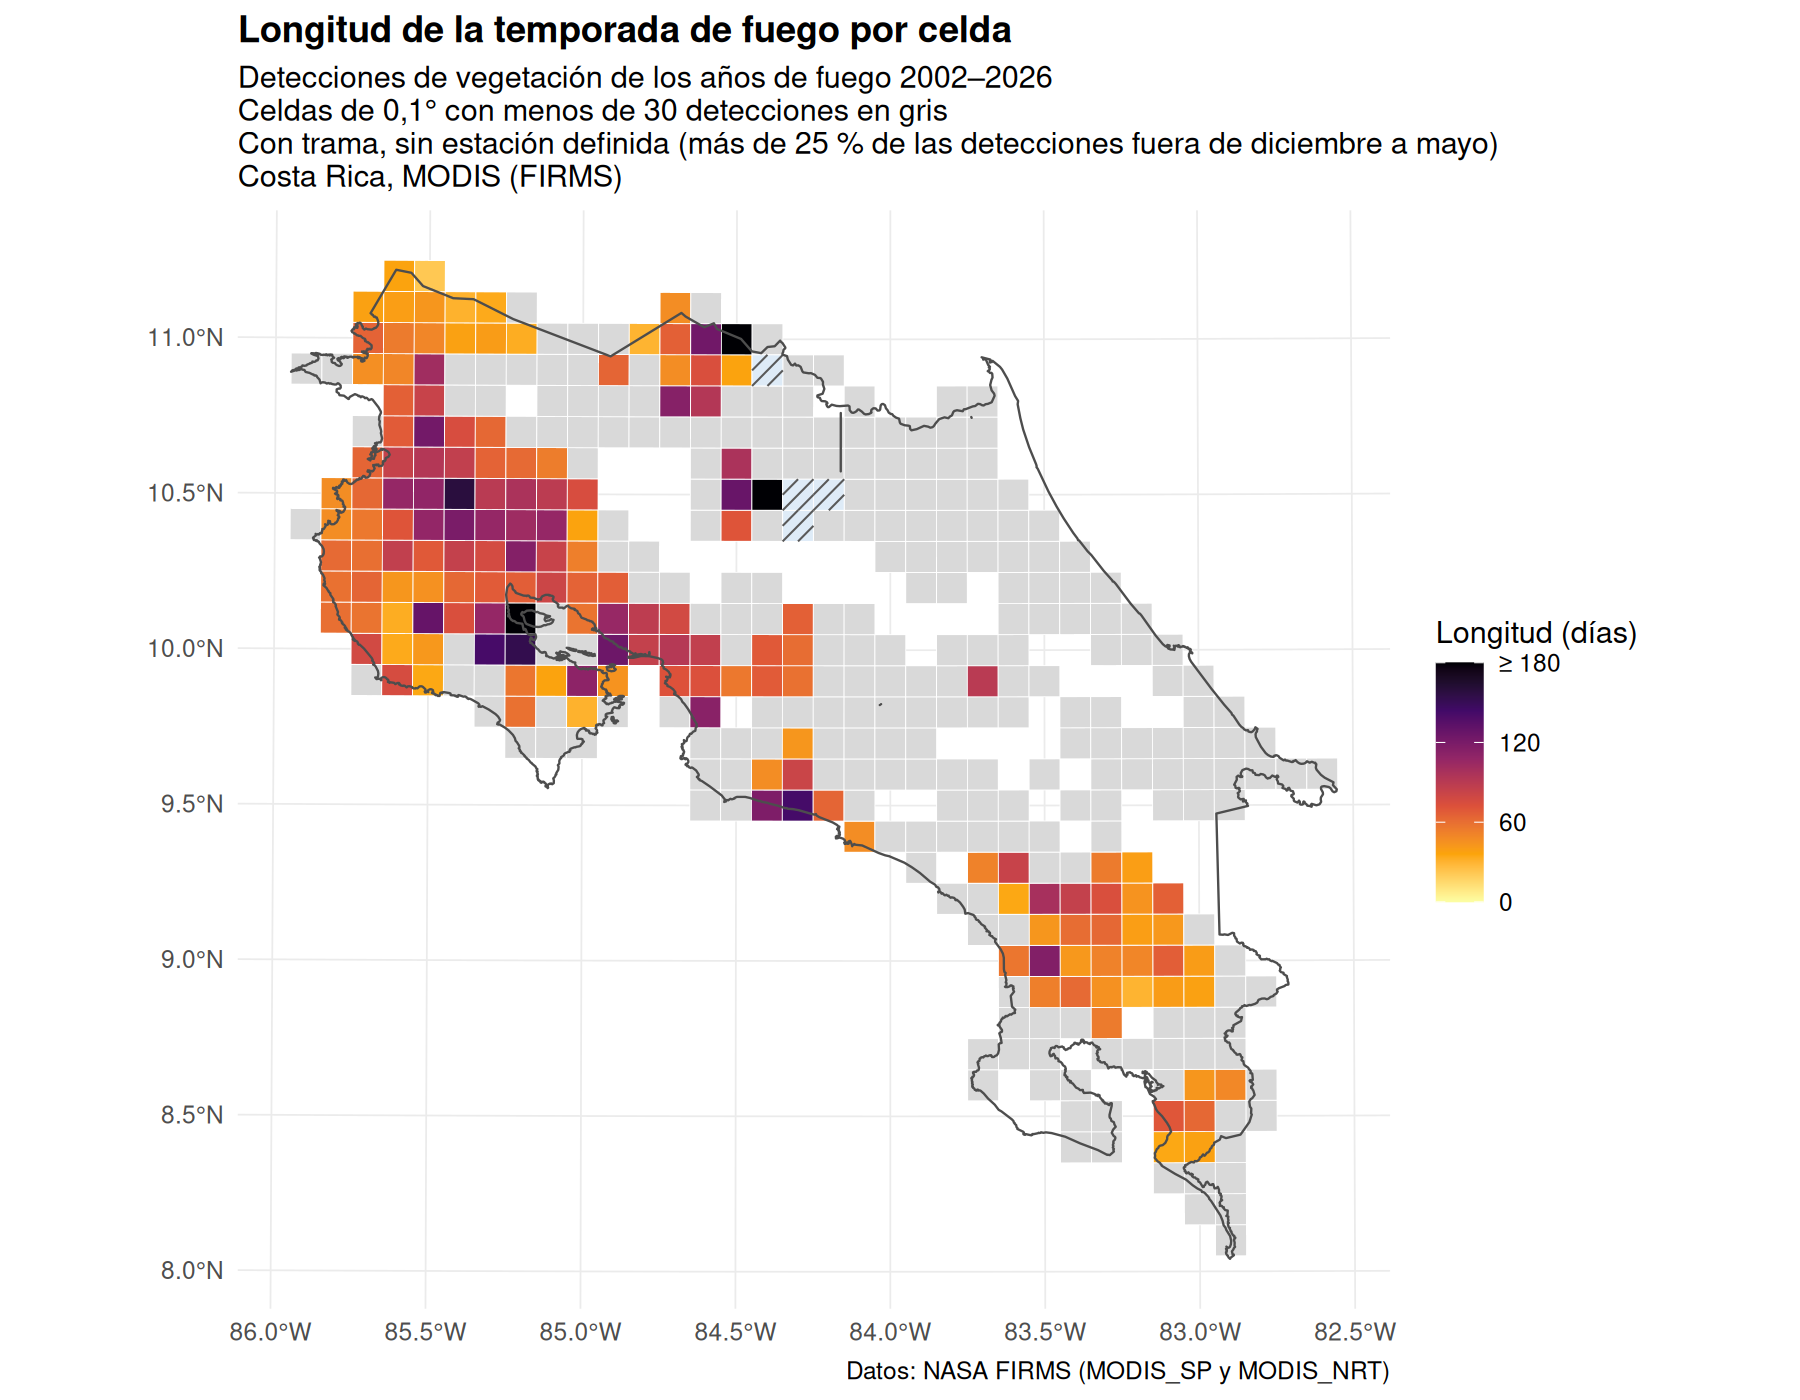 Longitud de la temporada de fuego por celda
Detecciones de vegetación de los años de fuego 2002–2026
Celdas de 0,1° con menos de 30 detecciones en gris
Con trama, sin estación definida (más de 25 % de las detecciones fuera de diciembre a mayo)
Costa Rica, MODIS (FIRMS)
11.0°N
10.5°N
10.0°N
9.5°N
9.0°N
8.5°N
8.0°N
86.0°W
85.5°W
85.0°W
84.5°W
84.0°W
83.5°W
83.0°W
82.5°W
Longitud (días)
≥ 180
120
60
0
Datos: NASA FIRMS (MODIS_SP y MODIS_NRT)